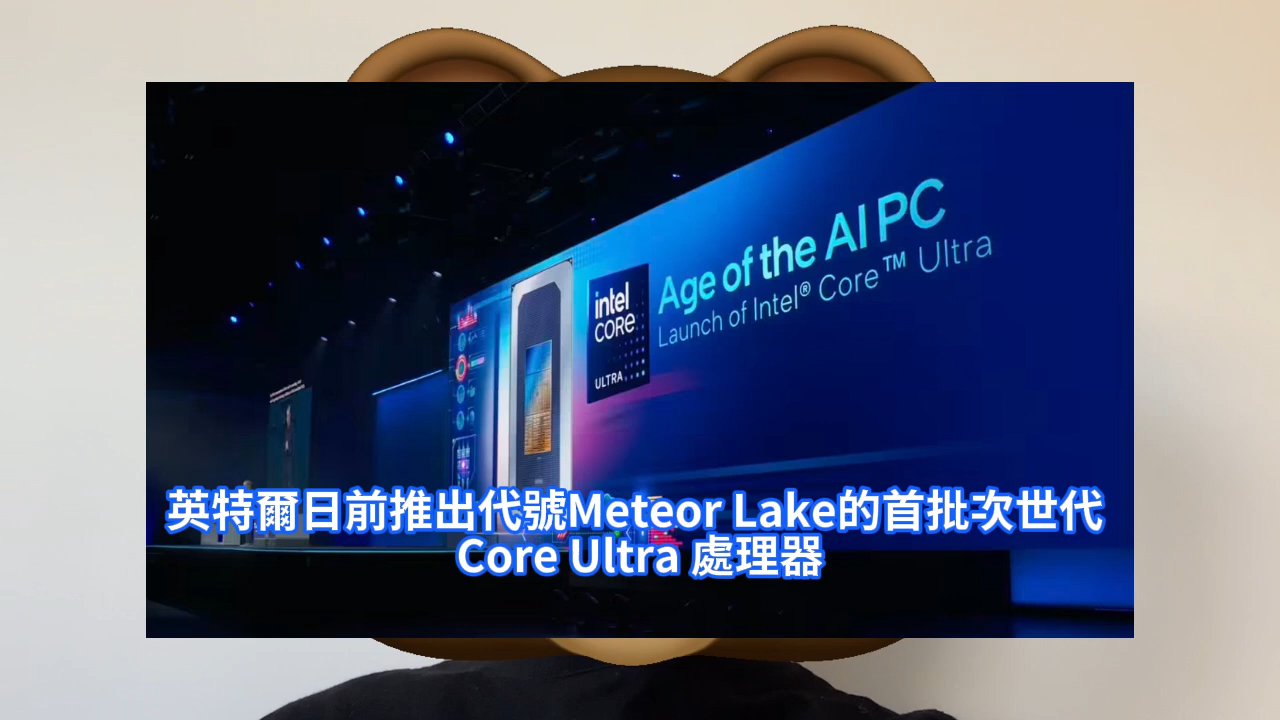 Age of the AI PC
Launch of Intel® Core™ Ultra
intel
CORE
ULTRA
英特爾日前推出代號Meteor Lake的首批次世代
Core Ultra 處理器